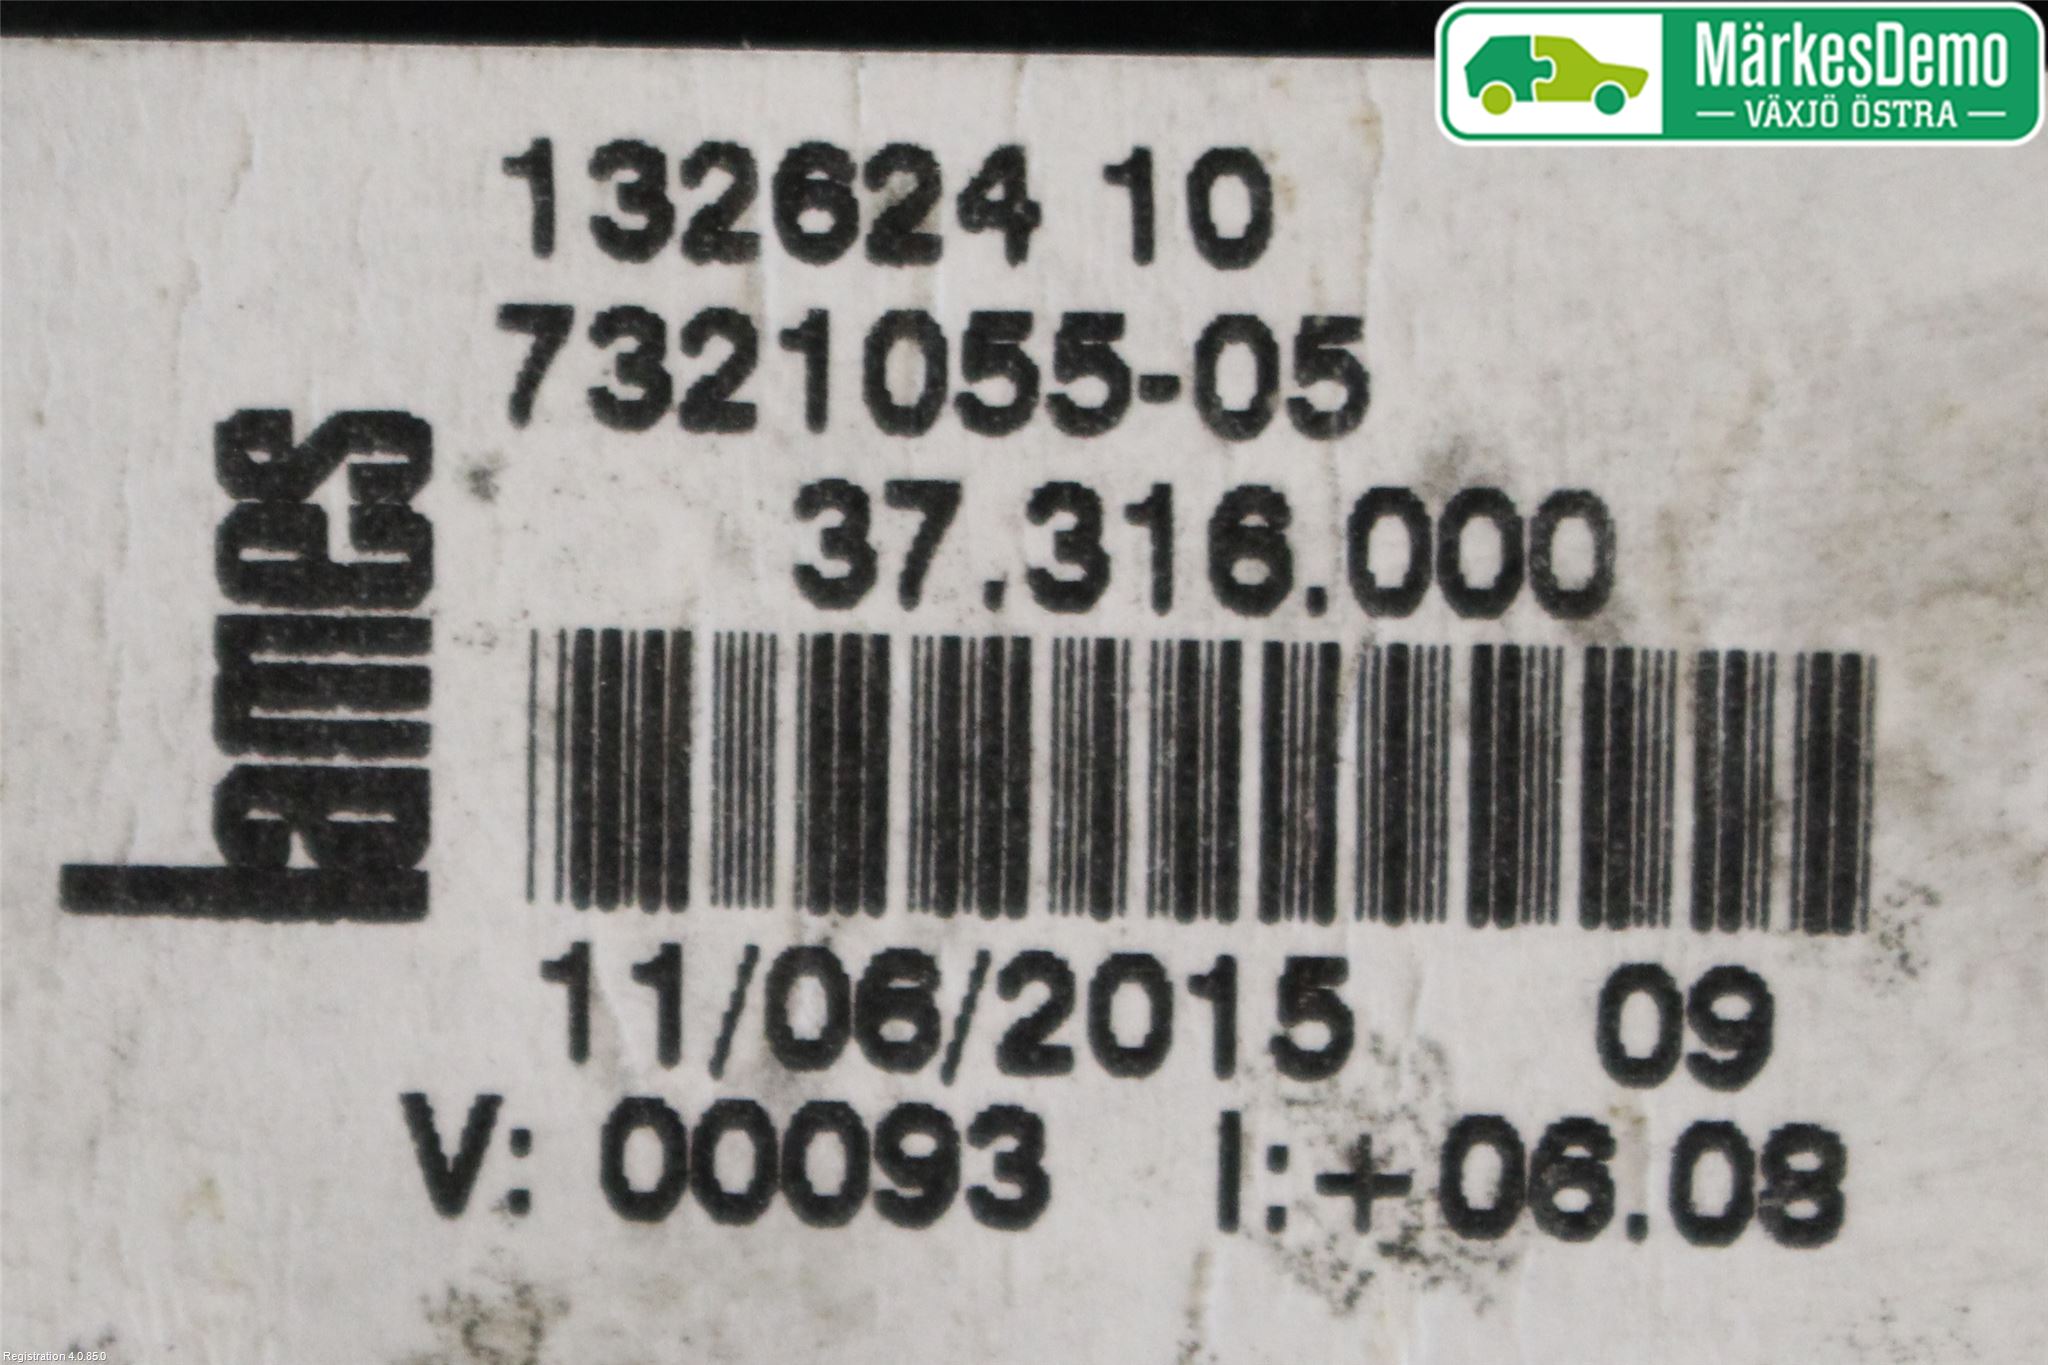 MärkesDemo
VÄXJÖ ÖSTRA
132624 10
7321055-05
37.316.000
hames
11/06/2015 09
V: 00093 I:+06.08
Registration 4.0.85.0